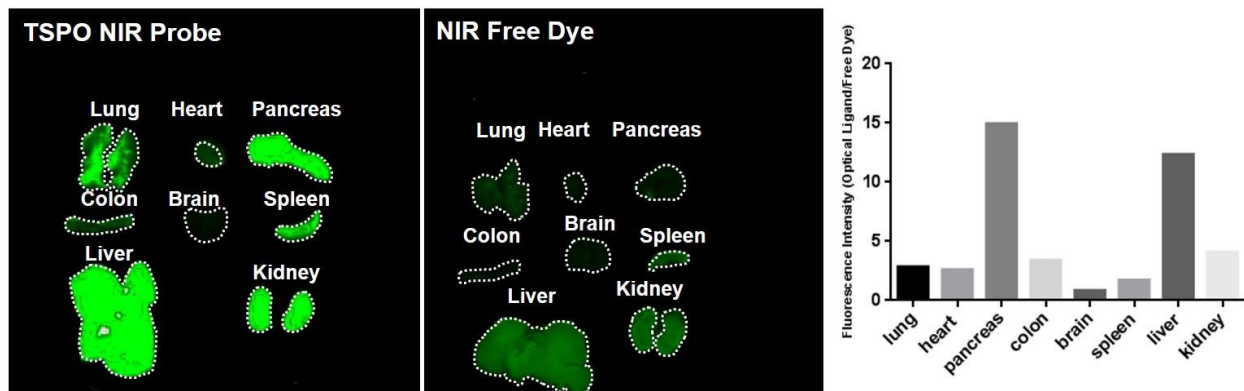 TSPO NIR Probe
Lung Heart Pancreas
Colon Brain Spleen
Liver
Kidney
NIR Free Dye
Lung Heart Pancreas
Brain
Colon Spleen
Liver Kidney
Fluorescence Intensity (Optical Ligand/Free Dye)
20
15
10
5
0
lung
heart
pancreas
colon
brain
spleen
liver
kidney